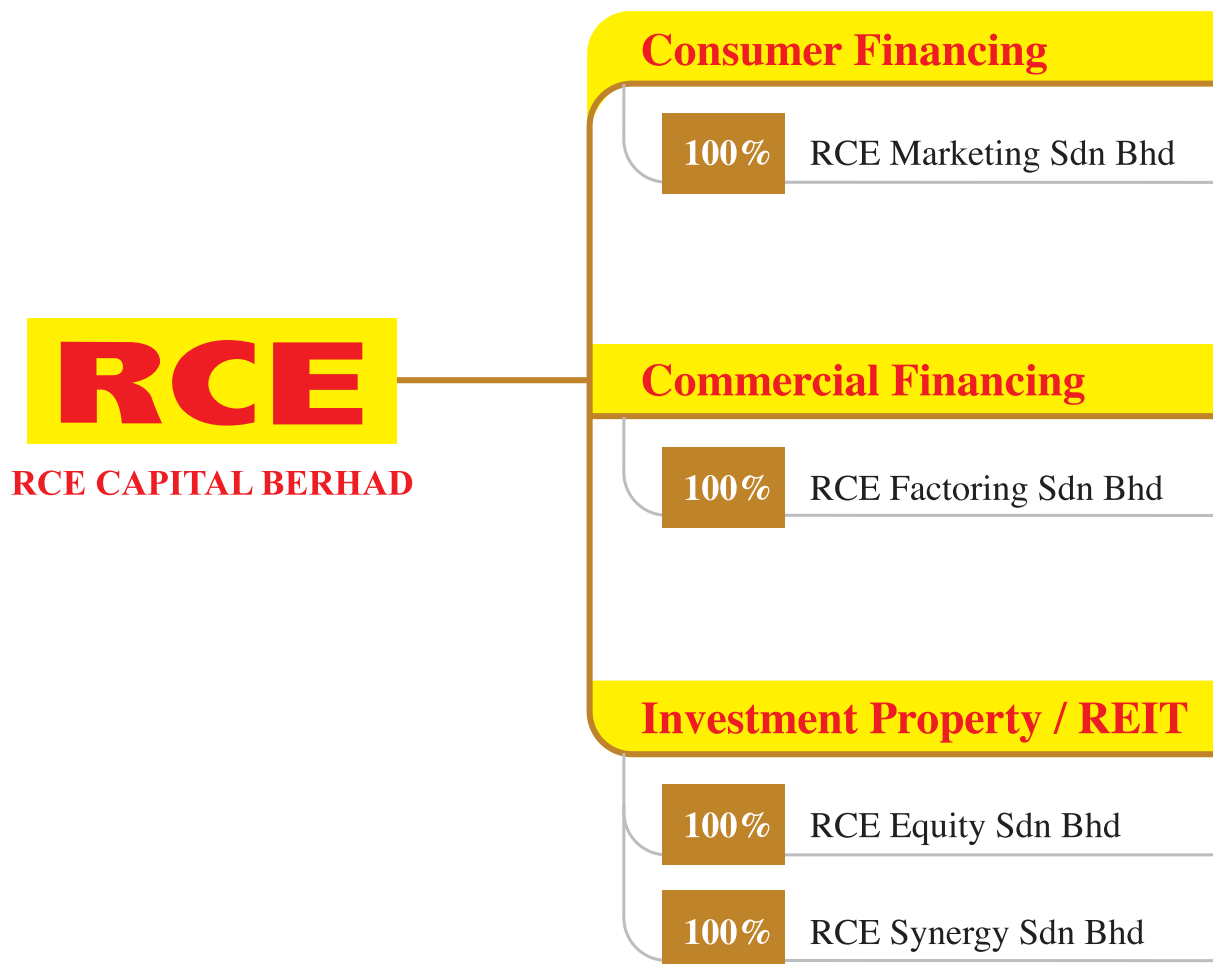 Consumer Financing
100% RCE Marketing Sdn Bhd
RCE
RCE CAPITAL BERHAD
Commercial Financing
100% RCE Factoring Sdn Bhd
Investment Property / REIT
100% RCE Equity Sdn Bhd
100% RCE Synergy Sdn Bhd